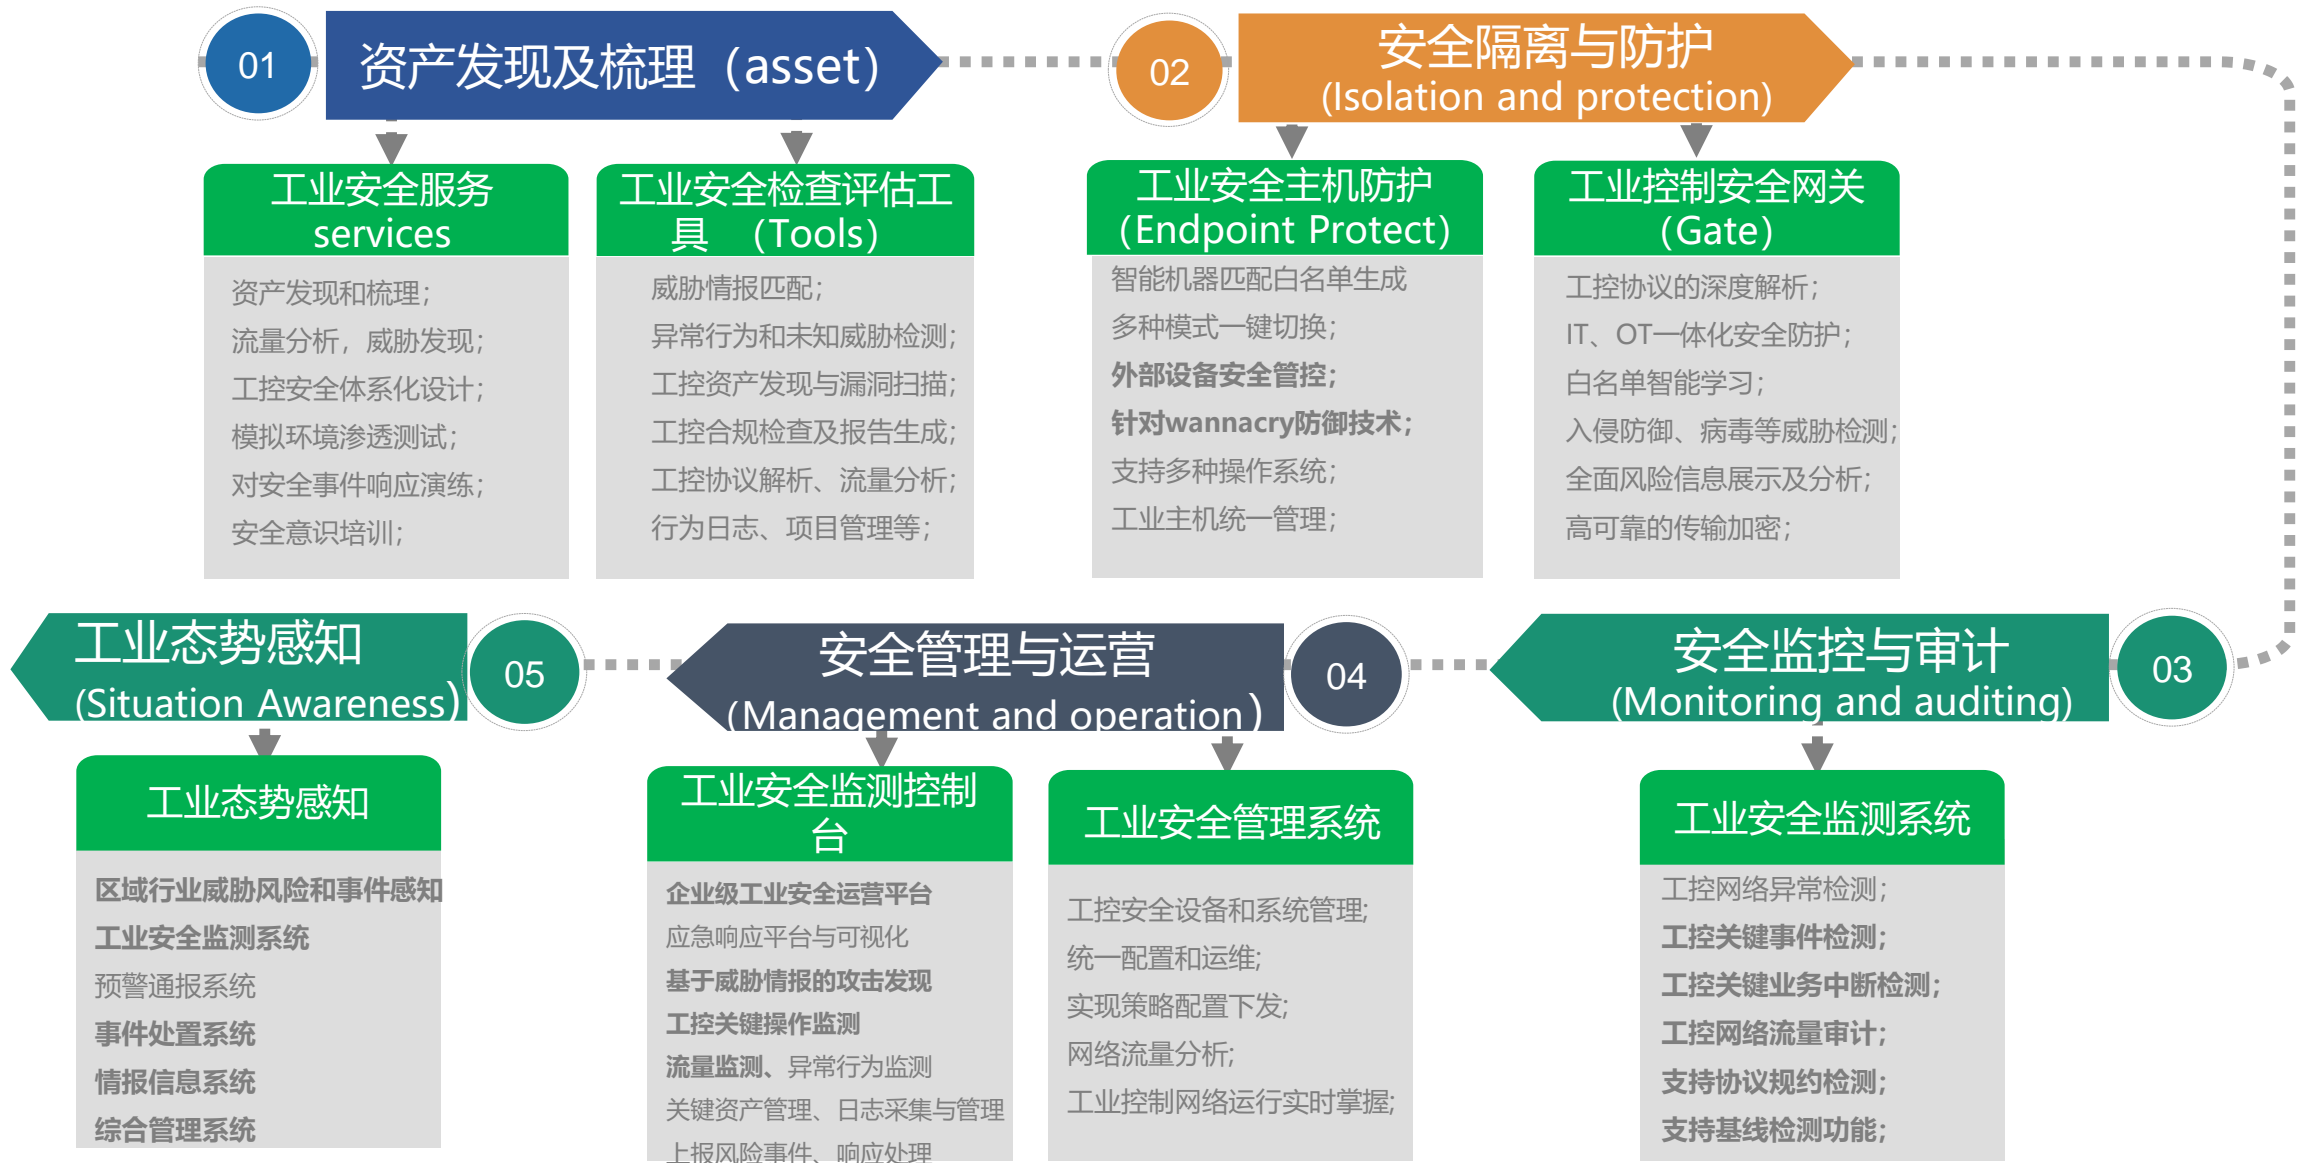 01
资产发现及梳理（asset）
工业安全服务
services
资产发现和梳理；
流量分析，威胁发现；
工控安全体系化设计；
模拟环境渗透测试；
对安全事件响应演练；
安全意识培训；
工业安全检查评估工
具 （Tools）
威胁情报匹配；
异常行为和未知威胁检测；
工控资产发现与漏洞扫描；
工控合规检查及报告生成；
工控协议解析、流量分析；
行为日志、项目管理等；
02
安全隔离与防护
(Isolation and protection)
工业安全主机防护
（Endpoint Protect）
智能机器匹配白名单生成
多种模式一键切换；
外部设备安全管控；
针对wannacry防御技术；
支持多种操作系统；
工业主机统一管理；
工业控制安全网关
（Gate）
工控协议的深度解析；
IT、OT一体化安全防护；
白名单智能学习；
入侵防御、病毒等威胁检测；
全面风险信息展示及分析；
高可靠的传输加密；
03
安全监控与审计
(Monitoring and auditing)
工业安全监测系统
工控网络异常检测；
工控关键事件检测；
工控关键业务中断检测；
工控网络流量审计；
支持协议规约检测；
支持基线检测功能；
04
安全管理与运营
（Management and operation）
工业安全监测控制
台
企业级工业安全运营平台
应急响应平台与可视化
基于威胁情报的攻击发现
工控关键操作监测
流量监测、异常行为监测
关键资产管理、日志采集与管理
上报风险事件、响应处理
工业安全管理系统
工控安全设备和系统管理;
统一配置和运维;
实现策略配置下发;
网络流量分析;
工业控制网络运行实时掌握;
05
工业态势感知
(Situation Awareness）
工业态势感知
区域行业威胁风险和事件感知
工业安全监测系统
预警通报系统
事件处置系统
情报信息系统
综合管理系统